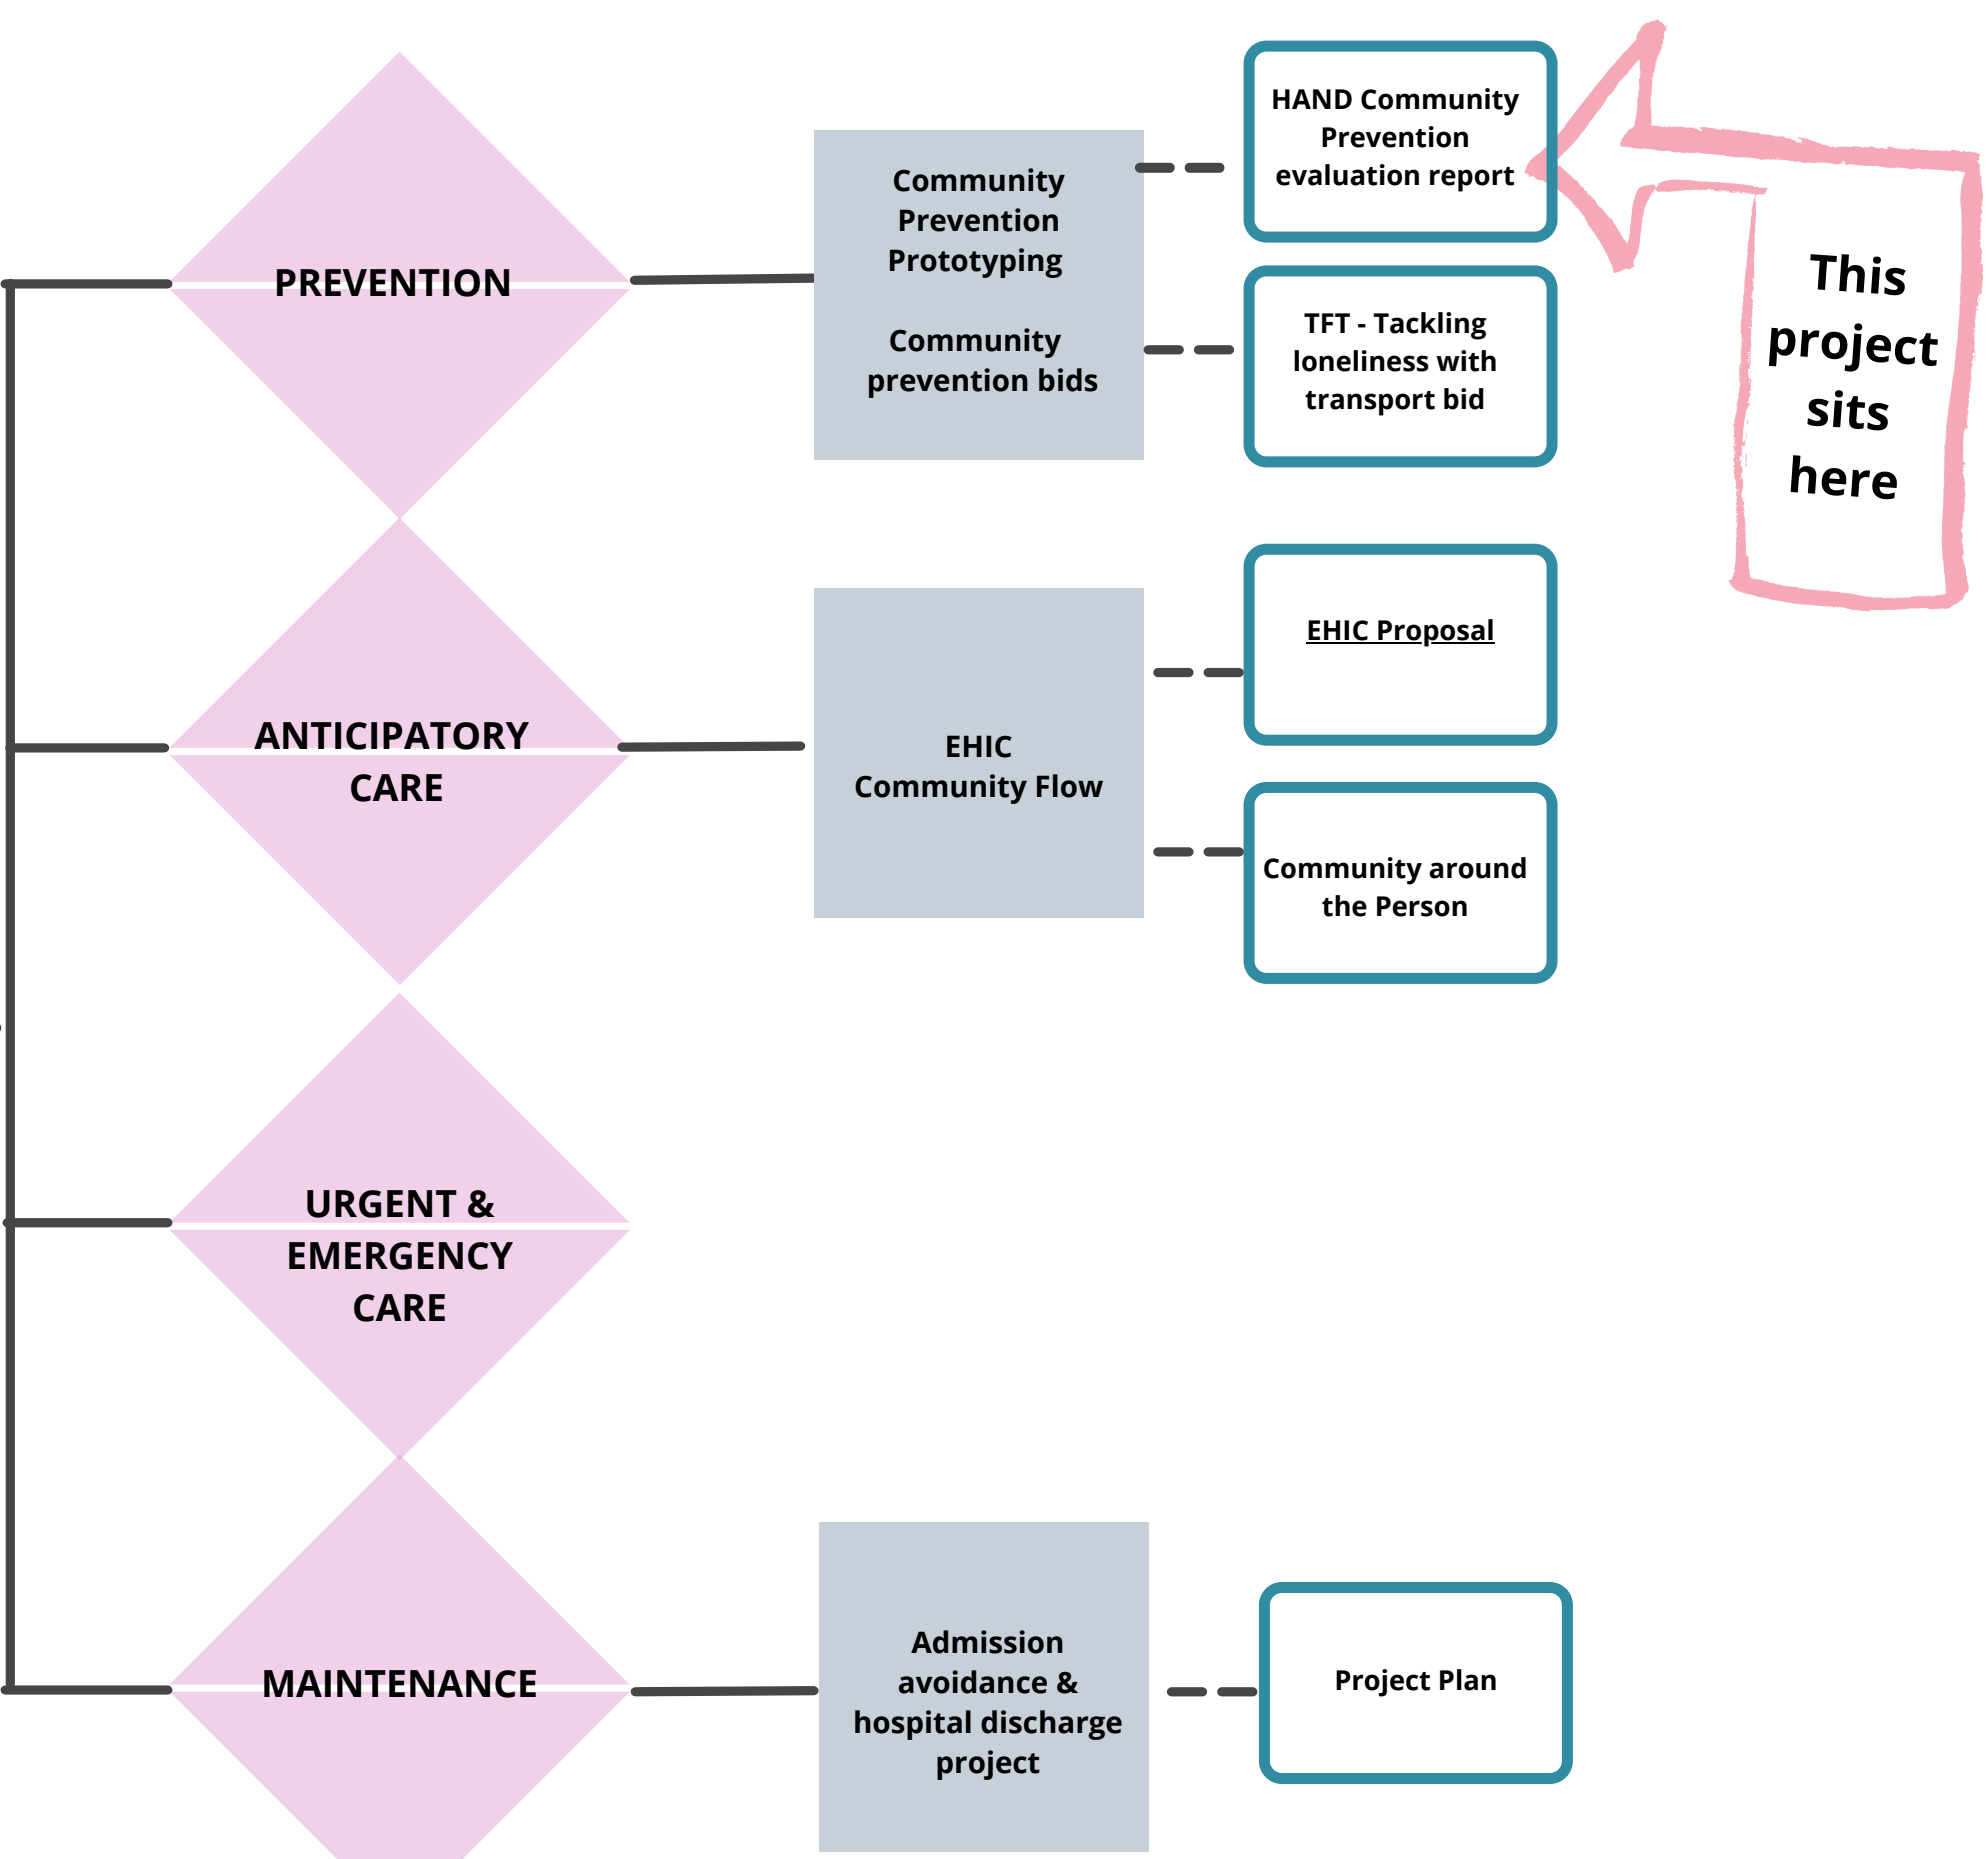 PREVENTION
Community
Prevention
Prototyping
Community
prevention bids
HAND Community
Prevention
evaluation report
TFT - Tackling
loneliness with
transport bid
This
project
sits
here
ANTICIPATORY
CARE
EHIC
Community Flow
EHIC Proposal
Community around
the Person
URGENT &
EMERGENCY
CARE
MAINTENANCE
Admission
avoidance &
hospital discharge
project
Project Plan